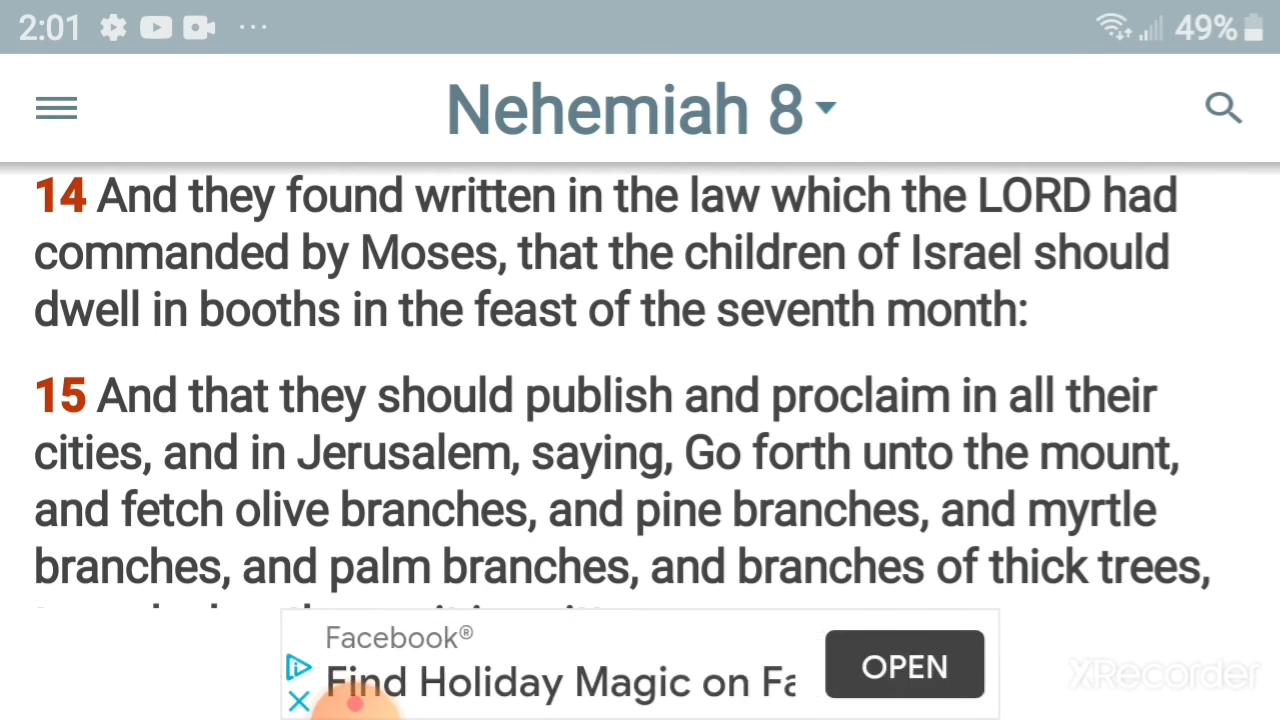 2:01 ... 49%
Nehemiah 8
14 And they found written in the law which the LORD had
commanded by Moses, that the children of Israel should
dwell in booths in the feast of the seventh month:
15 And that they should publish and proclaim in all their
cities, and in Jerusalem, saying, Go forth unto the mount,
and fetch olive branches, and pine branches, and myrtle
branches, and palm branches, and branches of thick trees,
Facebook®
Find Holiday Magic on Fa
OPEN
XRecorder